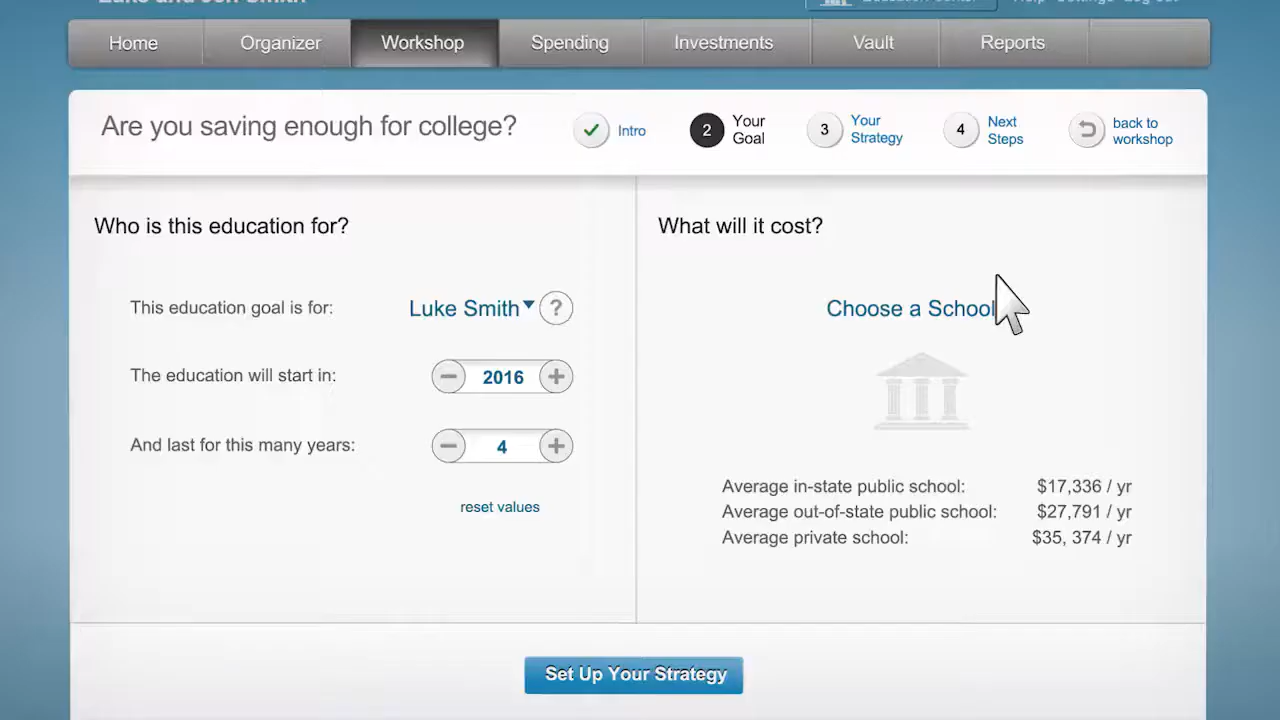 Home Organizer Workshop Spending Investments Vault Reports
Are you saving enough for college?
Intro
2 Your Goal
3 Your Strategy
4 Next Steps
back to workshop
Who is this education for?
This education goal is for: Luke Smith ?
The education will start in: 2016
And last for this many years: 4
reset values
What will it cost?
Choose a School
Average in-state public school: $17,336 / yr
Average out-of-state public school: $27,791 / yr
Average private school: $35, 374 / yr
Set Up Your Strategy